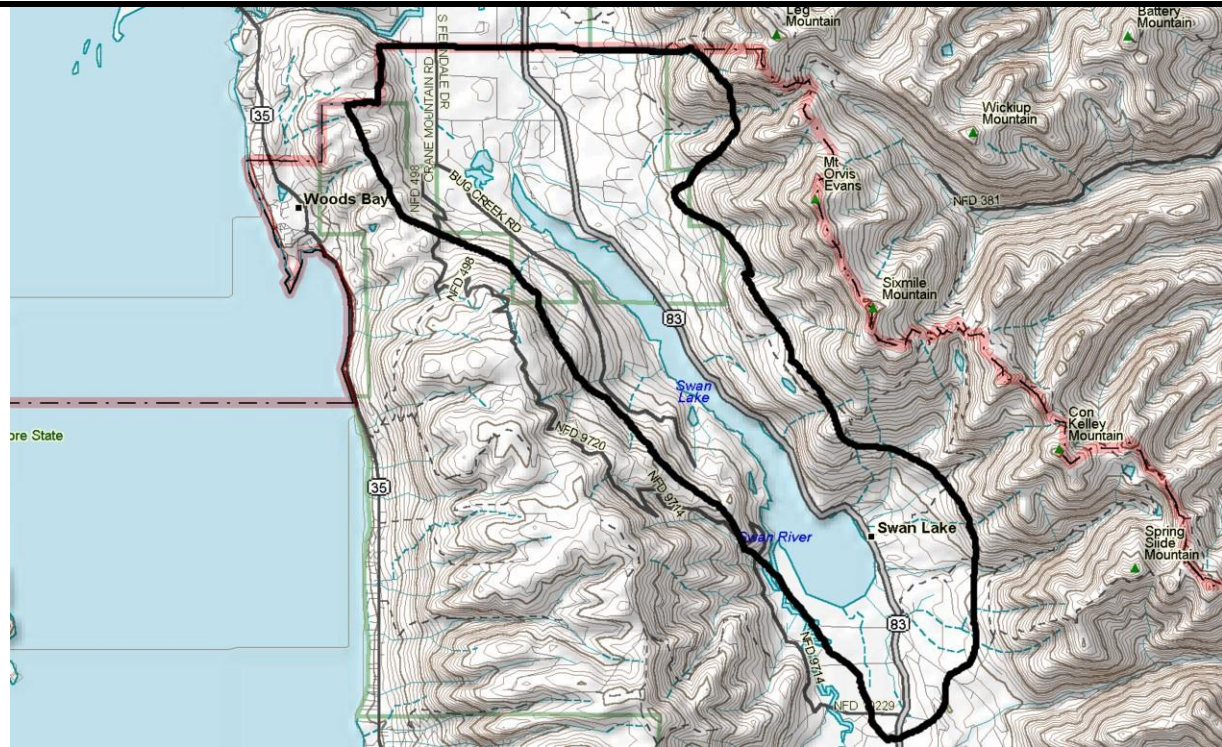 Leg
Mountain
Battery
Mountain
S FERNDALE DR
CRANE MOUNTAIN RD
35
Wickiup
Mountain
Mt
Orvis
Evans
NFD 498
Woods Bay
BUG CREEK RD
NFD 381
NFD 498
Sixmile
Mountain
83
Swan
Lake
Con
Kelley
Mountain
ore State
NFD 9720
35
NFD 9714
Swan River
Swan Lake
Spring
Slide
Mountain
83
NFD 9714